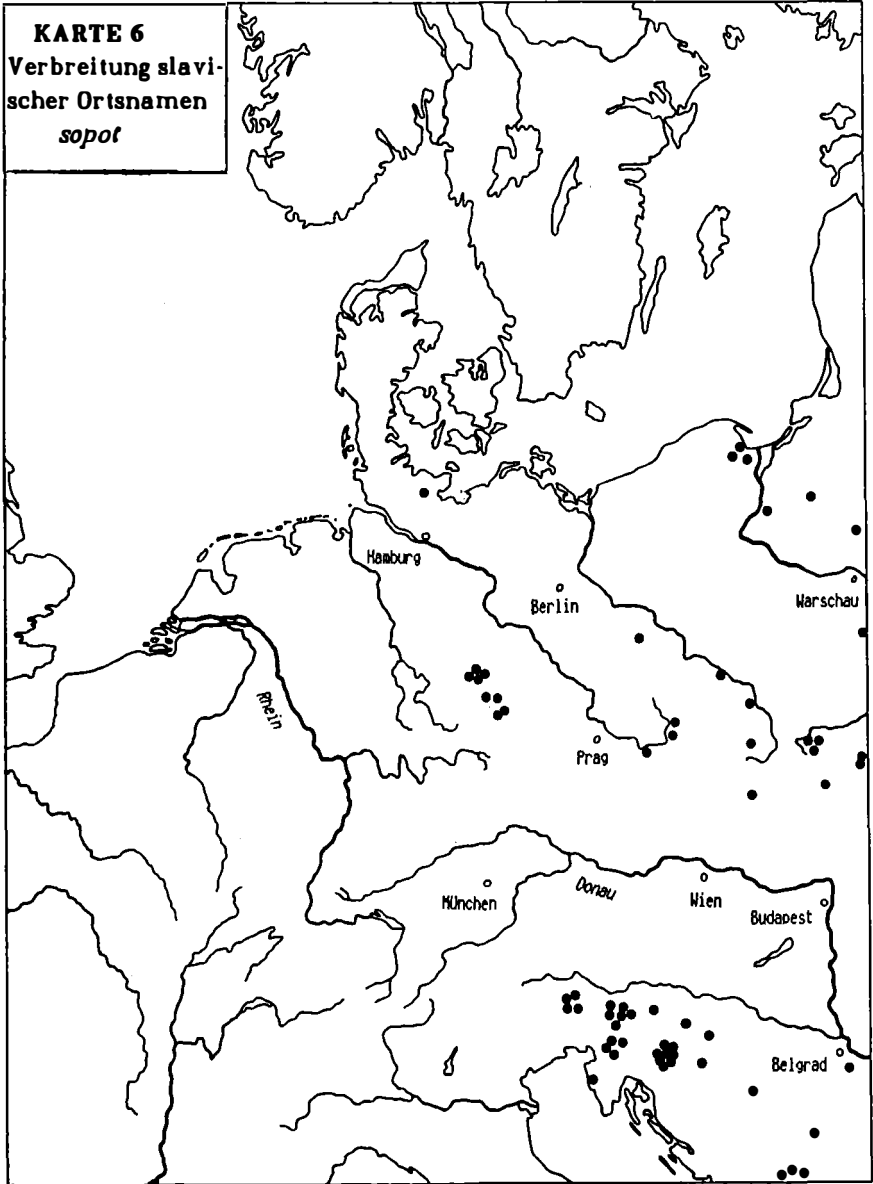 KARTE 6
Verbreitung slavi-
scher Ortsnamen
sopot
Hamburg
Berlin
Warschau
Rhein
Prag
München
Donau
Wien
Budapest
Belgrad